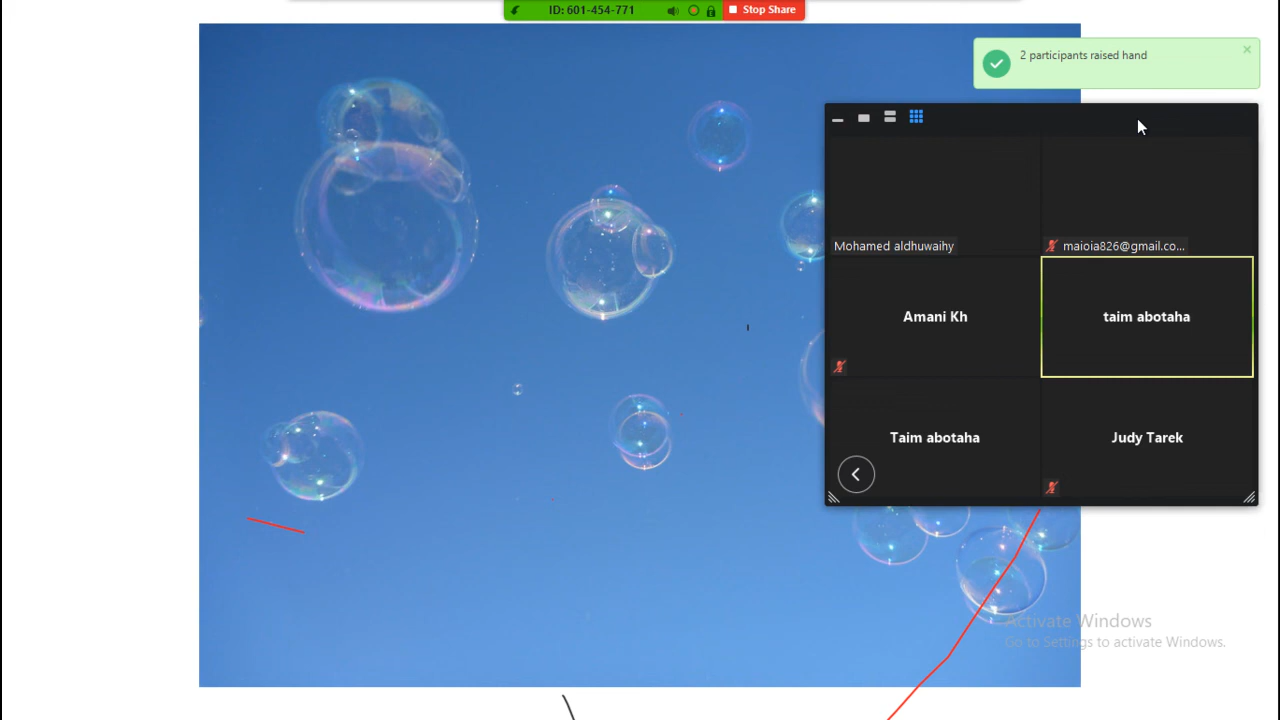 ID: 601-454-771
Stop Share
2 participants raised hand
Mohamed aldhuwaihy
maioia826@gmail.co...
Amani Kh
taim abotaha
Taim abotaha
Judy Tarek
Activate Windows
Go to Settings to activate Windows.